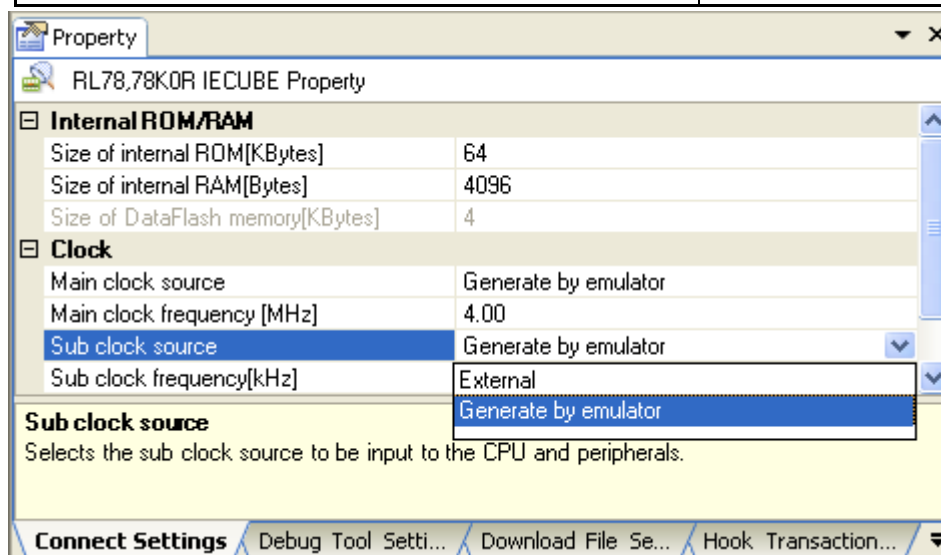 Property
RL78,78K0R IECUBE Property
Internal ROM/RAM
Size of internal ROM[KBytes] 64
Size of internal RAM[Bytes] 4096
Size of DataFlash memory[KBytes] 4
Clock
Main clock source Generate by emulator
Main clock frequency [MHz] 4.00
Sub clock source Generate by emulator
Sub clock frequency[kHz] External
Generate by emulator
Sub clock source
Selects the sub clock source to be input to the CPU and peripherals.
Connect Settings Debug Tool Setti... Download File Se... Hook Transaction...